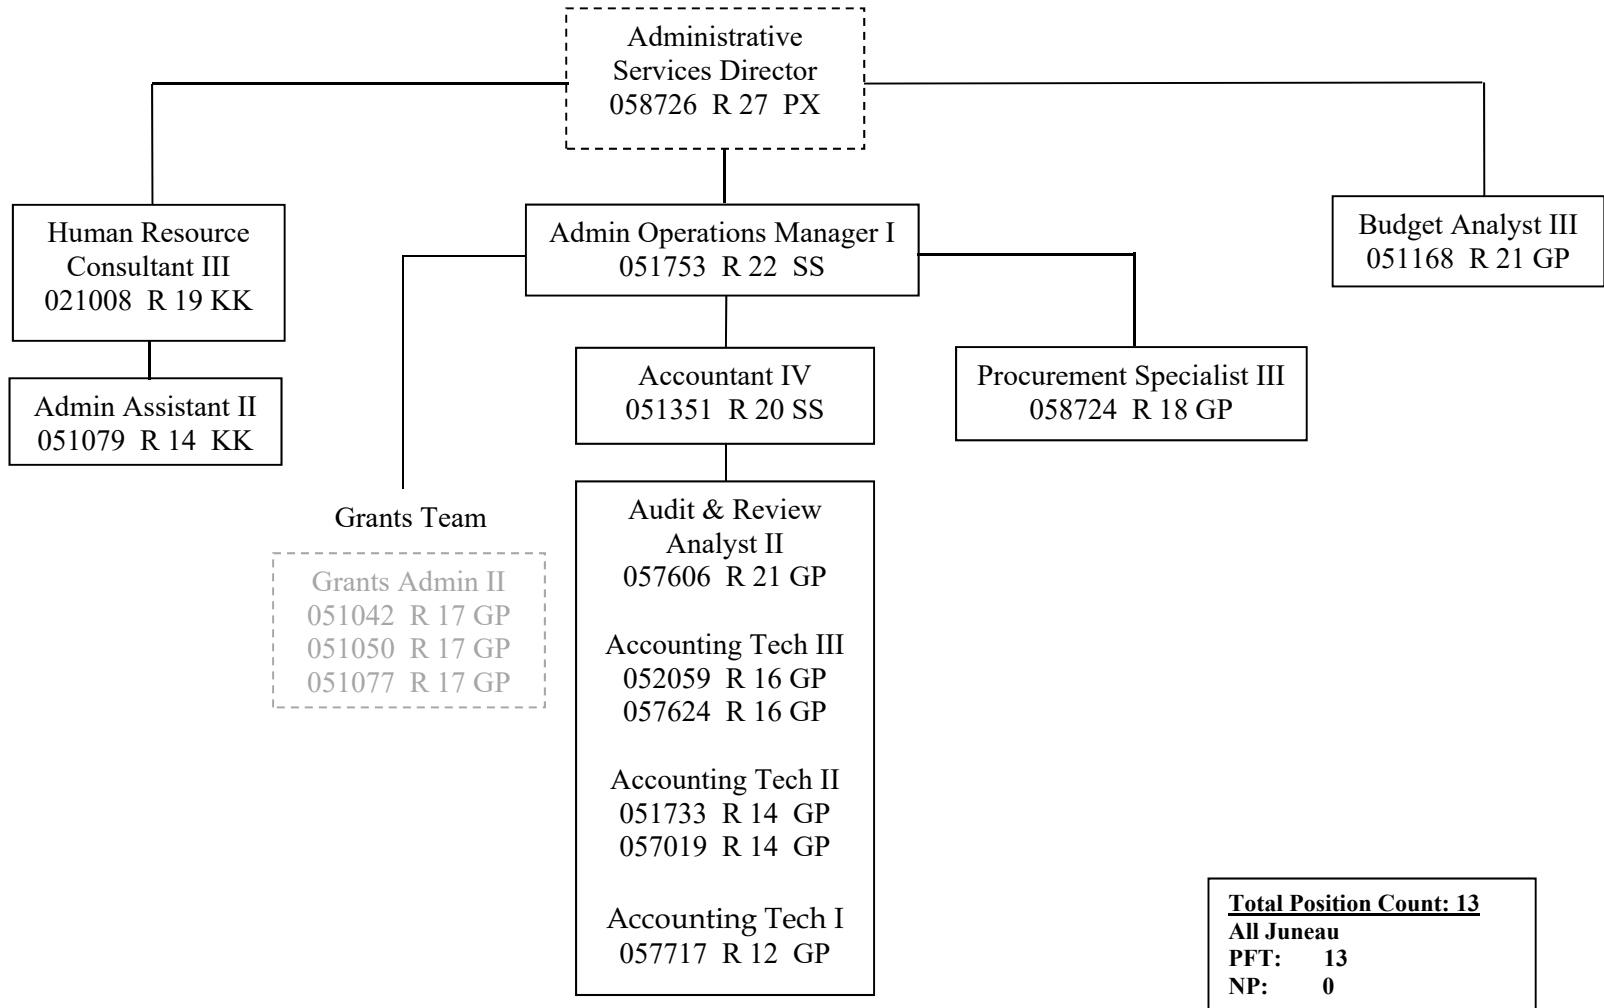 Administrative
Services Director
058726 R 27 PX
Human Resource
Consultant III
021008 R 19 KK
Admin Assistant II
051079 R 14 KK
Admin Operations Manager I
051753 R 22 SS
Budget Analyst III
051168 R 21 GP
Accountant IV
051351 R 20 SS
Procurement Specialist III
058724 R 18 GP
Grants Team
Grants Admin II
051042 R 17 GP
051050 R 17 GP
051077 R 17 GP
Audit & Review
Analyst II
057606 R 21 GP
Accounting Tech III
052059 R 16 GP
057624 R 16 GP
Accounting Tech II
051733 R 14 GP
057019 R 14 GP
Accounting Tech I
057717 R 12 GP
Total Position Count: 13
All Juneau
PFT: 13
NP: 0